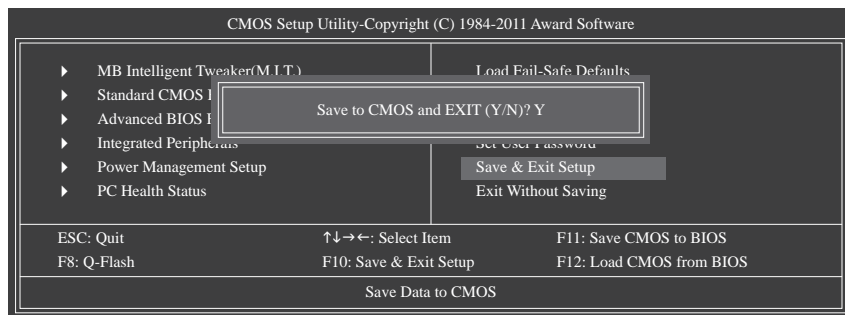 CMOS Setup Utility-Copyright (C) 1984-2011 Award Software
MB Intelligent Tweaker(M.I.T.)
Standard CMOS
Advanced BIOS
Integrated Peripherals
Power Management Setup
PC Health Status
Load Fail-Safe Defaults
Set User Password
Save & Exit Setup
Exit Without Saving
Save to CMOS and EXIT (Y/N)? Y
ESC: Quit ↑↓→←: Select Item F11: Save CMOS to BIOS
F8: Q-Flash F10: Save & Exit Setup F12: Load CMOS from BIOS
Save Data to CMOS